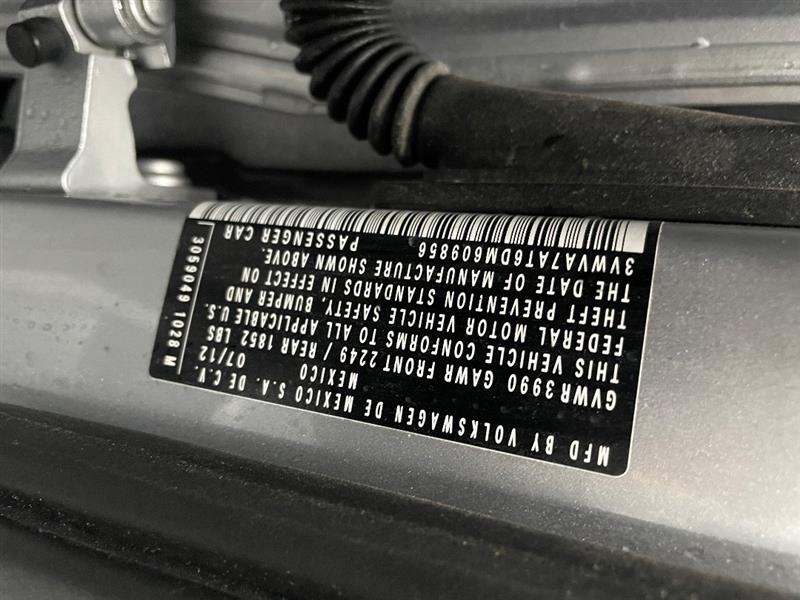 MFD BY VOLKSWAGEN DE MEXICO S.A. DE C.V.
MEXICO 07/12
GVWR 3990 GAWR FRONT 2249 / REAR 1852 LBS
THIS VEHICLE CONFORMS TO ALL APPLICABLE U.S.
FEDERAL MOTOR VEHICLE SAFETY, BUMPER AND
THEFT PREVENTION STANDARDS IN EFFECT ON
THE DATE OF MANUFACTURE SHOWN ABOVE.
3VWVA7AT6DM609856 PASSENGER CAR
3059049 1028 M